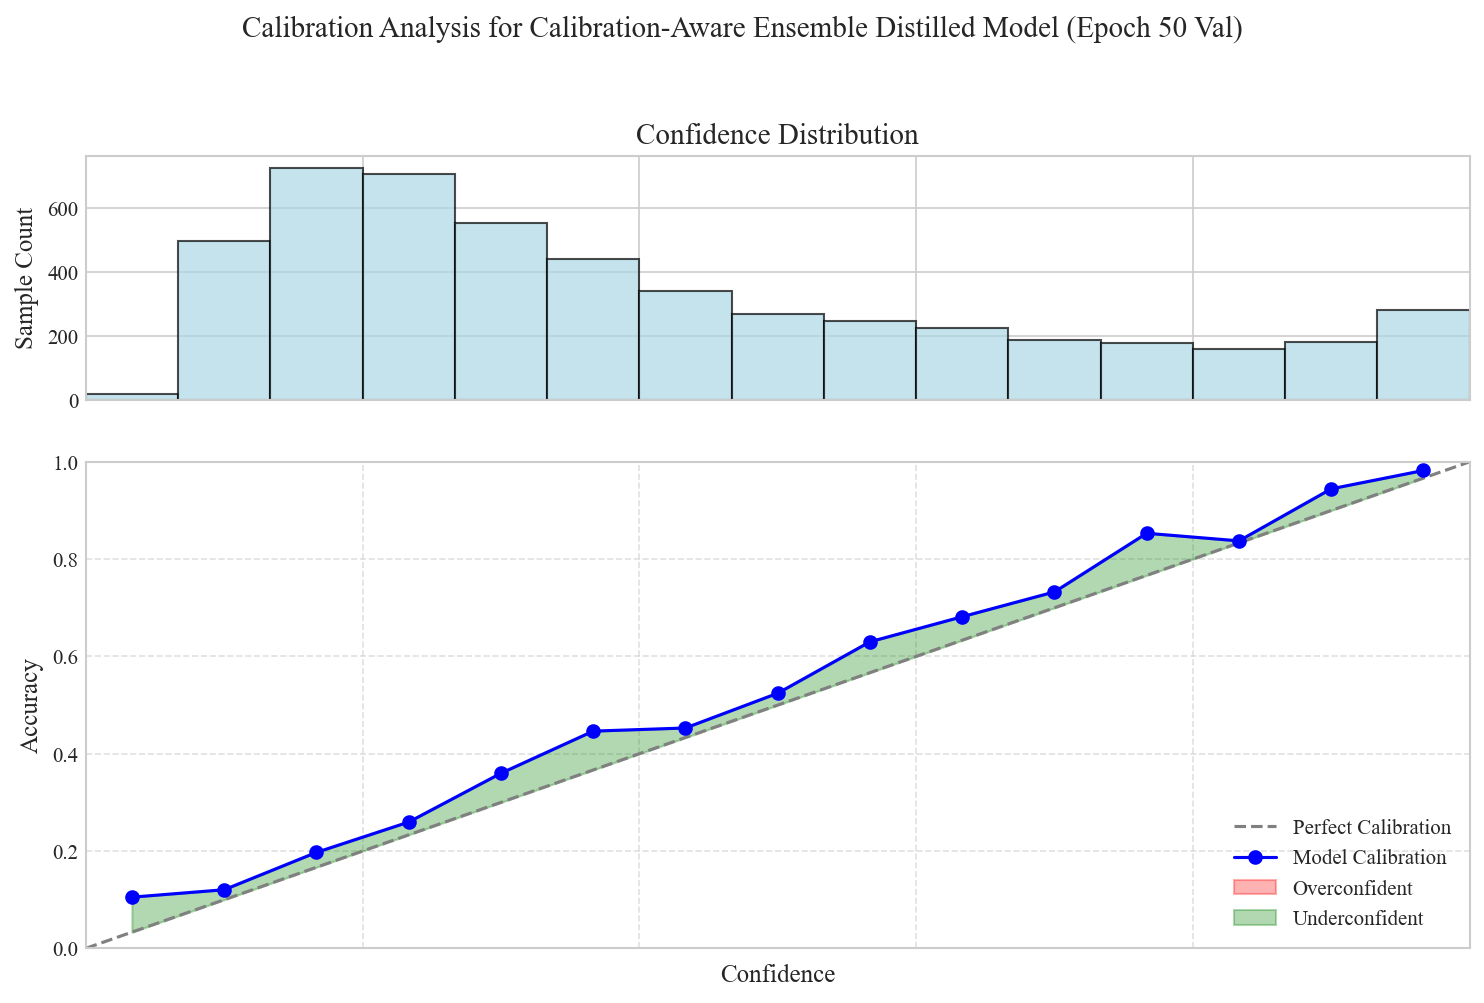 Calibration Analysis for Calibration-Aware Ensemble Distilled Model (Epoch 50 Val)
Confidence Distribution
Sample Count
600
400
200
0
Accuracy
1.0
0.8
0.6
0.4
0.2
0.0
Perfect Calibration
Model Calibration
Overconfident
Underconfident
Confidence